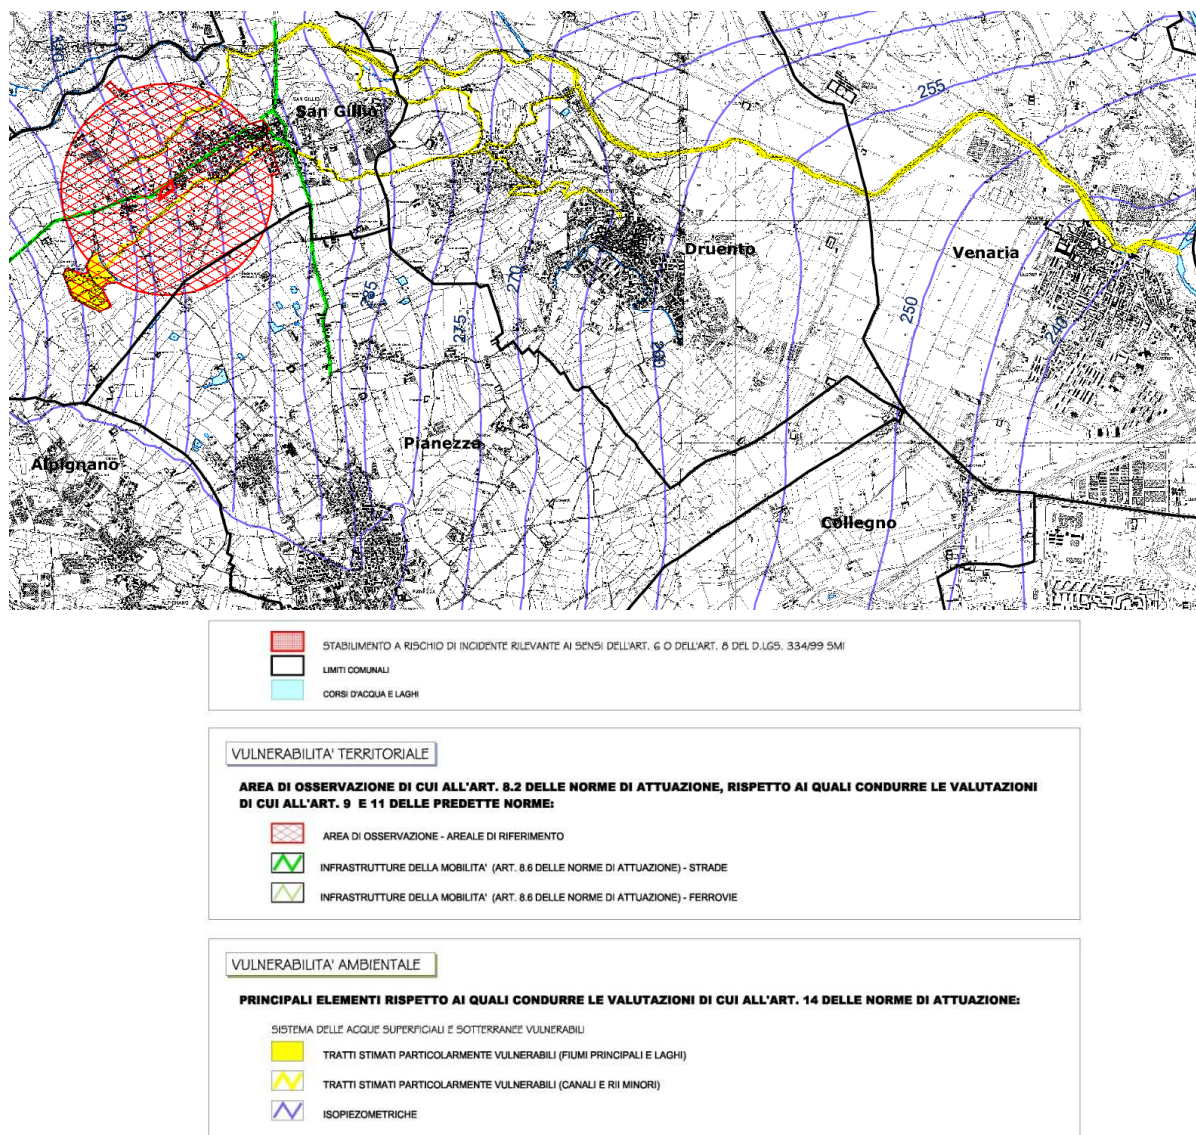 300
255
SAN GILLIO
San Gillio
Druento
Venaria
270
285
275
250
240
260
Pianezza
Alpignano
Collegno
STABILIMENTO A RISCHIO DI INCIDENTE RILEVANTE AI SENSI DELL'ART. 6 O DELL'ART. 8 DEL D.LGS. 334/99 SMI
LIMITI COMUNALI
CORSI D'ACQUA E LAGHI
VULNERABILITA' TERRITORIALE
AREA DI OSSERVAZIONE DI CUI ALL'ART. 8.2 DELLE NORME DI ATTUAZIONE, RISPETTO AI QUALI CONDURRE LE VALUTAZIONI
DI CUI ALL'ART. 9 E 11 DELLE PREDETTE NORME:
AREA DI OSSERVAZIONE - AREALE DI RIFERIMENTO
INFRASTRUTTURE DELLA MOBILITA' (ART. 8.6 DELLE NORME DI ATTUAZIONE) - STRADE
INFRASTRUTTURE DELLA MOBILITA' (ART. 8.6 DELLE NORME DI ATTUAZIONE) - FERROVIE
VULNERABILITA' AMBIENTALE
PRINCIPALI ELEMENTI RISPETTO AI QUALI CONDURRE LE VALUTAZIONI DI CUI ALL'ART. 14 DELLE NORME DI ATTUAZIONE:
SISTEMA DELLE ACQUE SUPERFICIALI E SOTTERRANEE VULNERABILI
TRATTI STIMATI PARTICOLARMENTE VULNERABILI (FIUMI PRINCIPALI E LAGHI)
TRATTI STIMATI PARTICOLARMENTE VULNERABILI (CANALI E RII MINORI)
ISOPIEZOMETRICHE